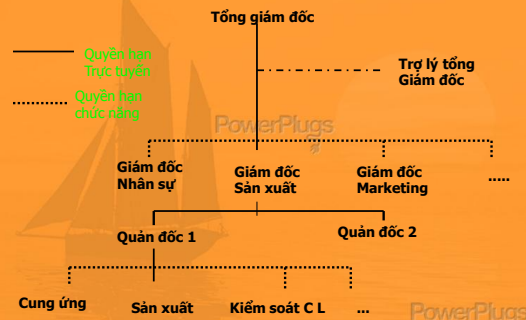 Tổng giám đốc
Quyền hạn
Trực tuyến
Trợ lý tổng
Giám đốc
Quyền hạn
chức năng
PowerPlugs
Giám đốc
Nhân sự
Giám đốc
Sản xuất
Giám đốc
Marketing
.....
Quản đốc 1
Quản đốc 2
Cung ứng
Sản xuất
Kiểm soát C L
...
PowerPlugs